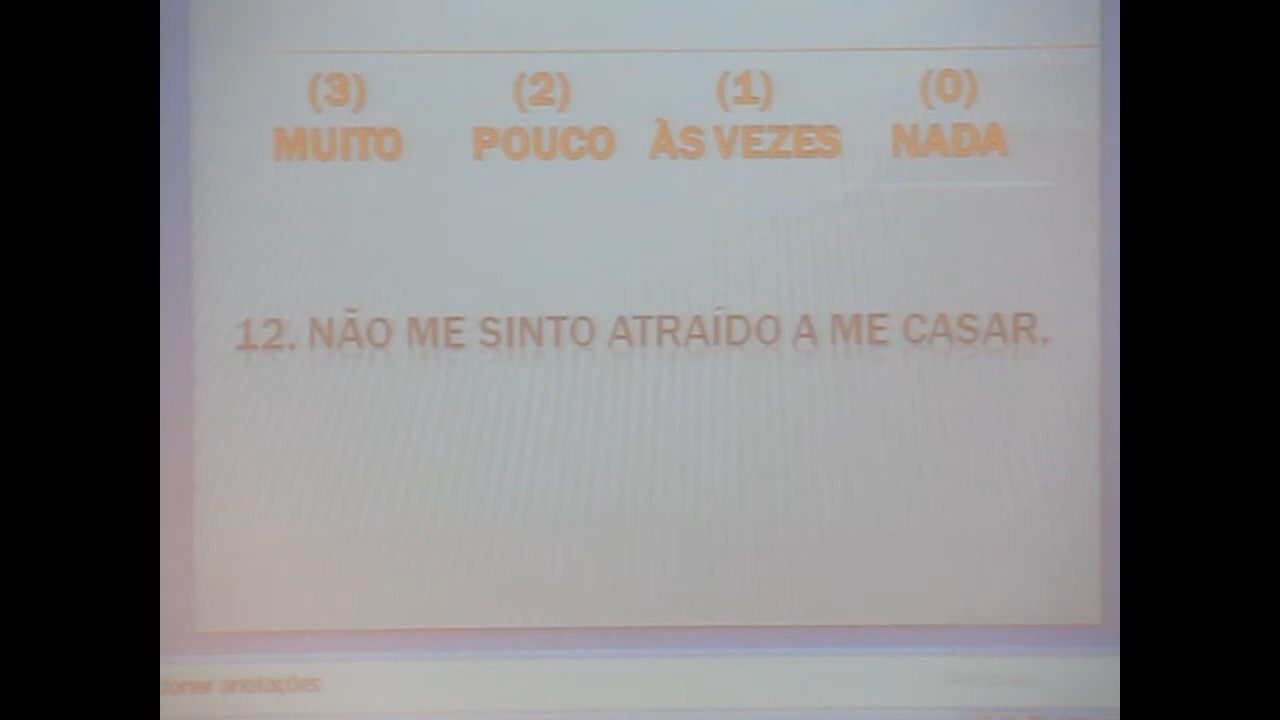 (3) (2) (1) (0)
MUITO POUCO ÀS VEZES NADA
12. NÃO ME SINTO ATRAÍDO A ME CASAR.
anotações